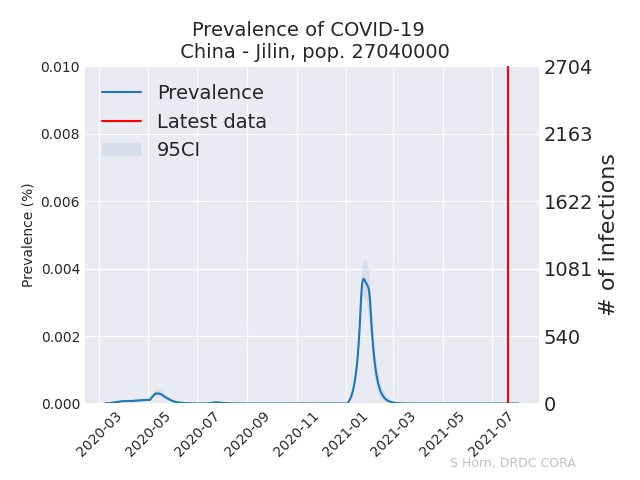 Prevalence of COVID-19
China - Jilin, pop. 27040000
Prevalence
Latest data
95CI
Prevalence (%)
0.010
0.008
0.006
0.004
0.002
0.000
2704
2163
1622
1081
540
0
# of infections
2020-03
2020-05
2020-07
2020-09
2020-11
2021-01
2021-03
2021-05
2021-07
S Horn, DRDC CORA